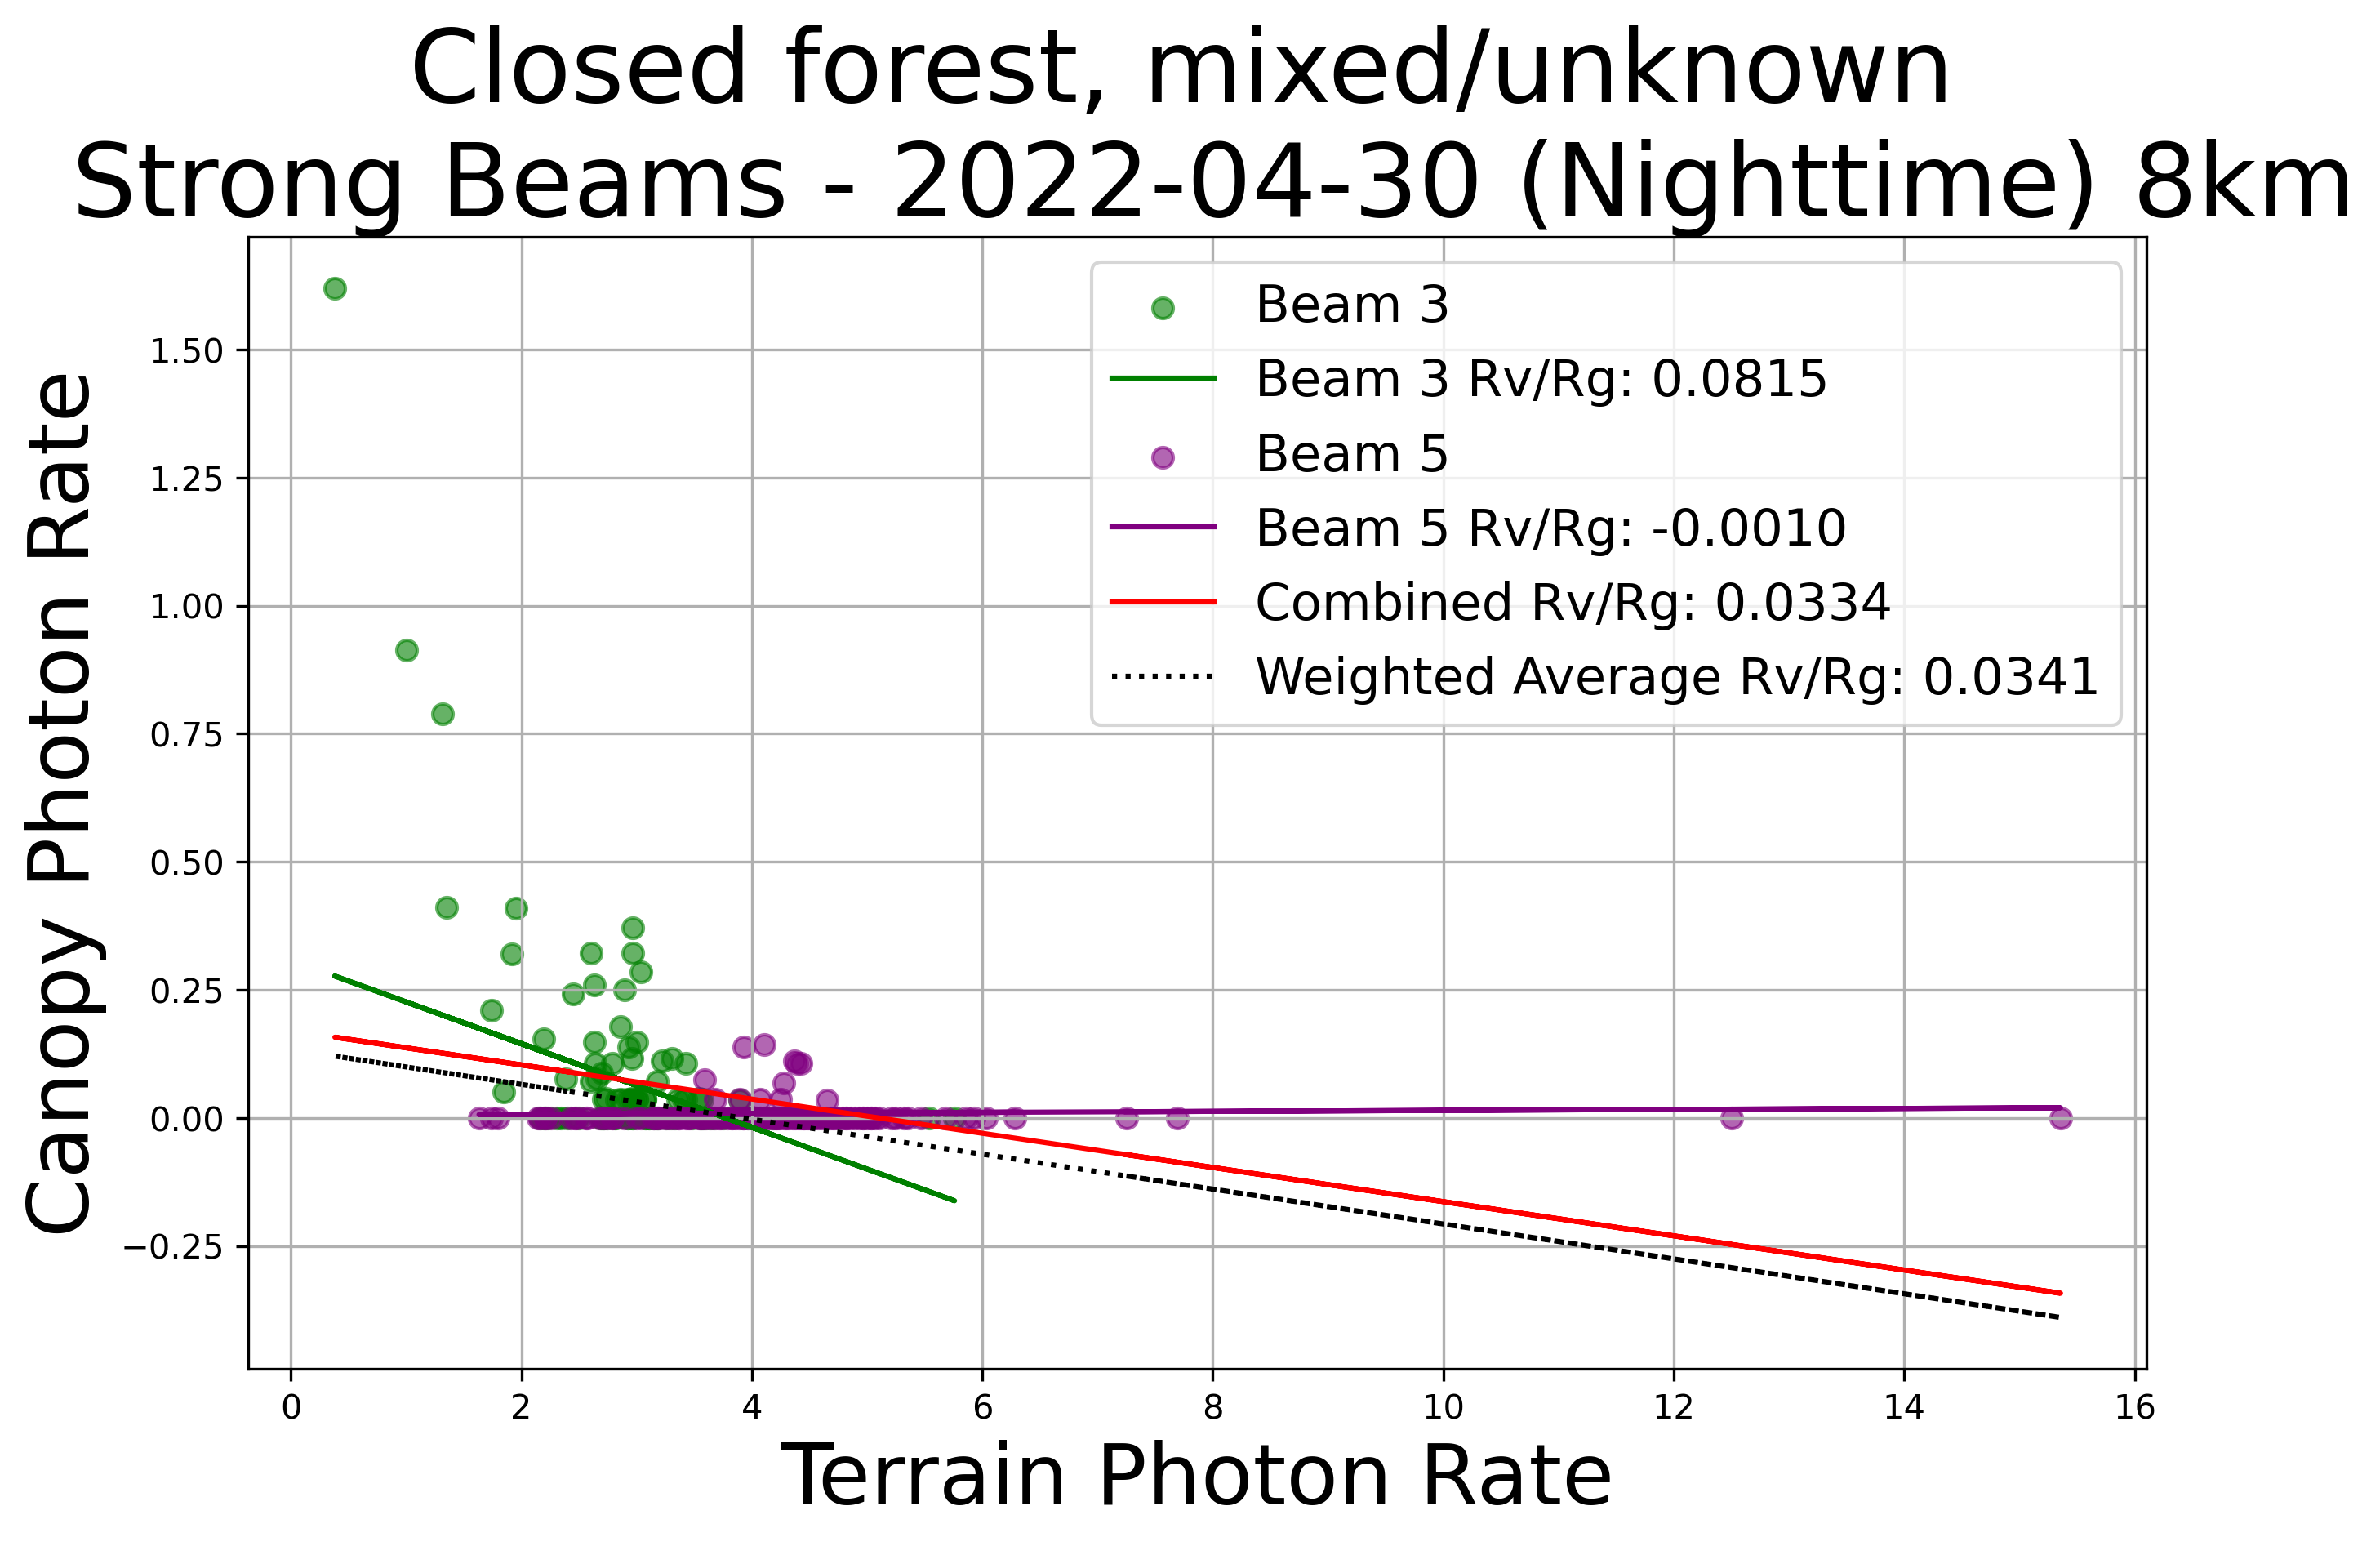 Closed forest, mixed/unknown
Strong Beams - 2022-04-30 (Nighttime) 8km
Canopy Photon Rate
1.50
1.25
1.00
0.75
0.50
0.25
0.00
−0.25
Beam 3
Beam 3 Rv/Rg: 0.0815
Beam 5
Beam 5 Rv/Rg: -0.0010
Combined Rv/Rg: 0.0334
Weighted Average Rv/Rg: 0.0341
0 2 4 6 8 10 12 14 16
Terrain Photon Rate